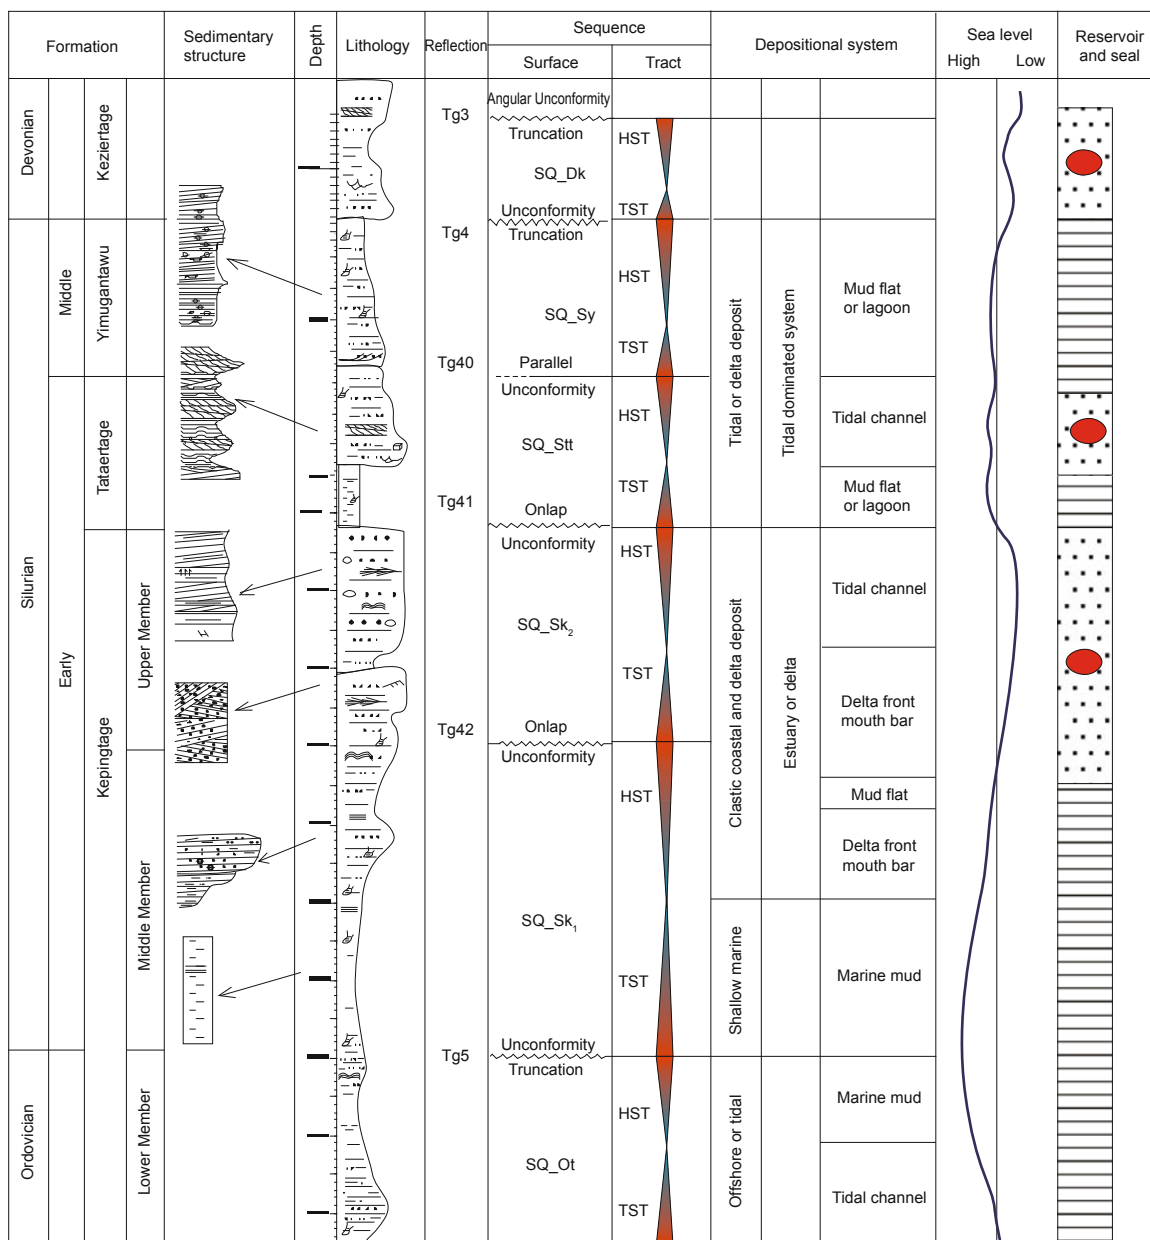 Formation
Sedimentary
structure
Depth
Lithology
Reflection
Sequence
Surface
Tract
Depositional system
Sea level
High
Low
Reservoir
and seal
Devonian
Keziertage
Silurian
Middle
Yimugantawu
Early
Tataertage
Kepingtage
Upper Member
Middle Member
Ordovician
Lower Member
Tg3
Tg4
Tg40
Tg41
Tg42
Tg5
Angular Unconformity
Truncation
SQ_Dk
Unconformity
Truncation
SQ_Sy
Parallel
Unconformity
SQ_Stt
Onlap
Unconformity
SQ_Sk₂
Onlap
Unconformity
SQ_Sk₁
Unconformity
Truncation
SQ_Ot
HST
TST
HST
TST
HST
TST
HST
TST
HST
TST
HST
TST
Tidal or delta deposit
Tidal dominated system
Mud flat
or lagoon
Tidal channel
Mud flat
or lagoon
Clastic coastal and delta deposit
Estuary or delta
Tidal channel
Delta front
mouth bar
Mud flat
Delta front
mouth bar
Shallow marine
Marine mud
Offshore or tidal
Marine mud
Tidal channel